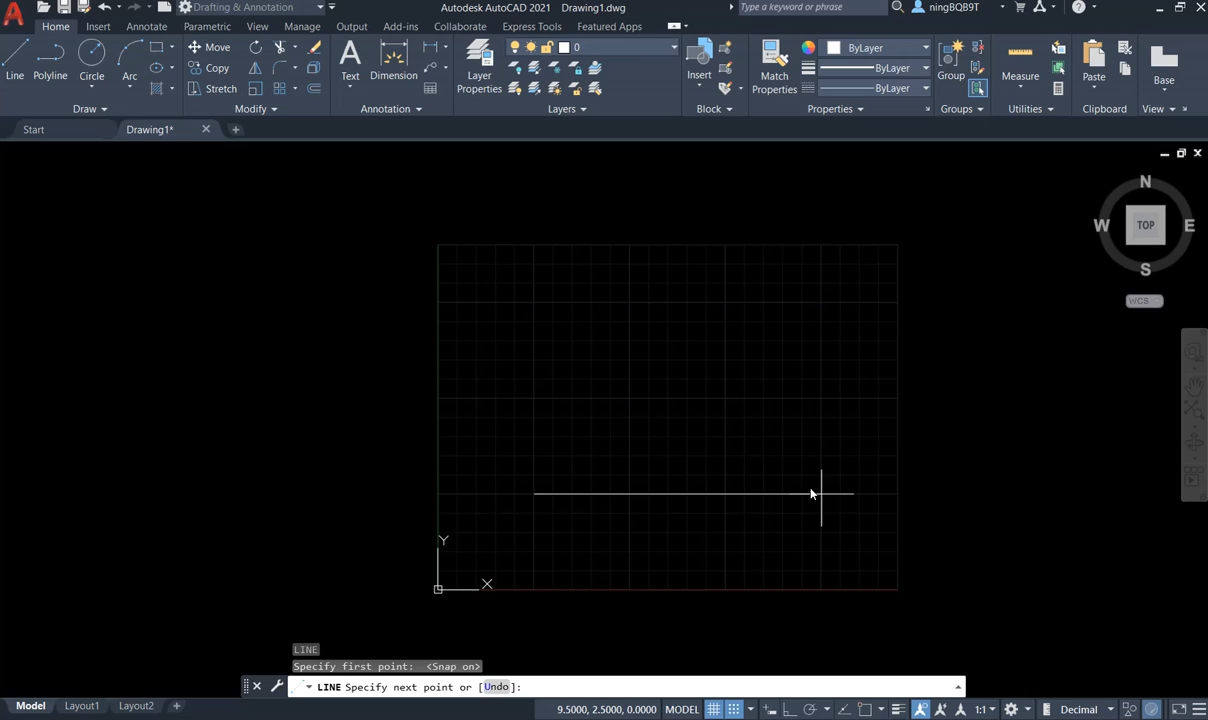 Drafting & Annotation
Autodesk AutoCAD 2021 Drawing1.dwg
Type a keyword or phrase
ningBQB9T
Home Insert Annotate Parametric View Manage Output Add-ins Collaborate Express Tools Featured Apps
Line Polyline Circle Arc
Move
Copy
Stretch
Text Dimension
Layer
Properties
0
Insert
Match
Properties
ByLayer
ByLayer
ByLayer
Group
Measure
Paste
Base
Draw Modify Annotation Layers Block Properties Groups Utilities Clipboard View
Start Drawing1*
N
W TOP E
S
WCS
Y
X
LINE
Specify first point: <Snap on>
LINE Specify next point or [Undo]:
Model Layout1 Layout2
9.5000, 2.5000, 0.0000 MODEL 1:1 Decimal